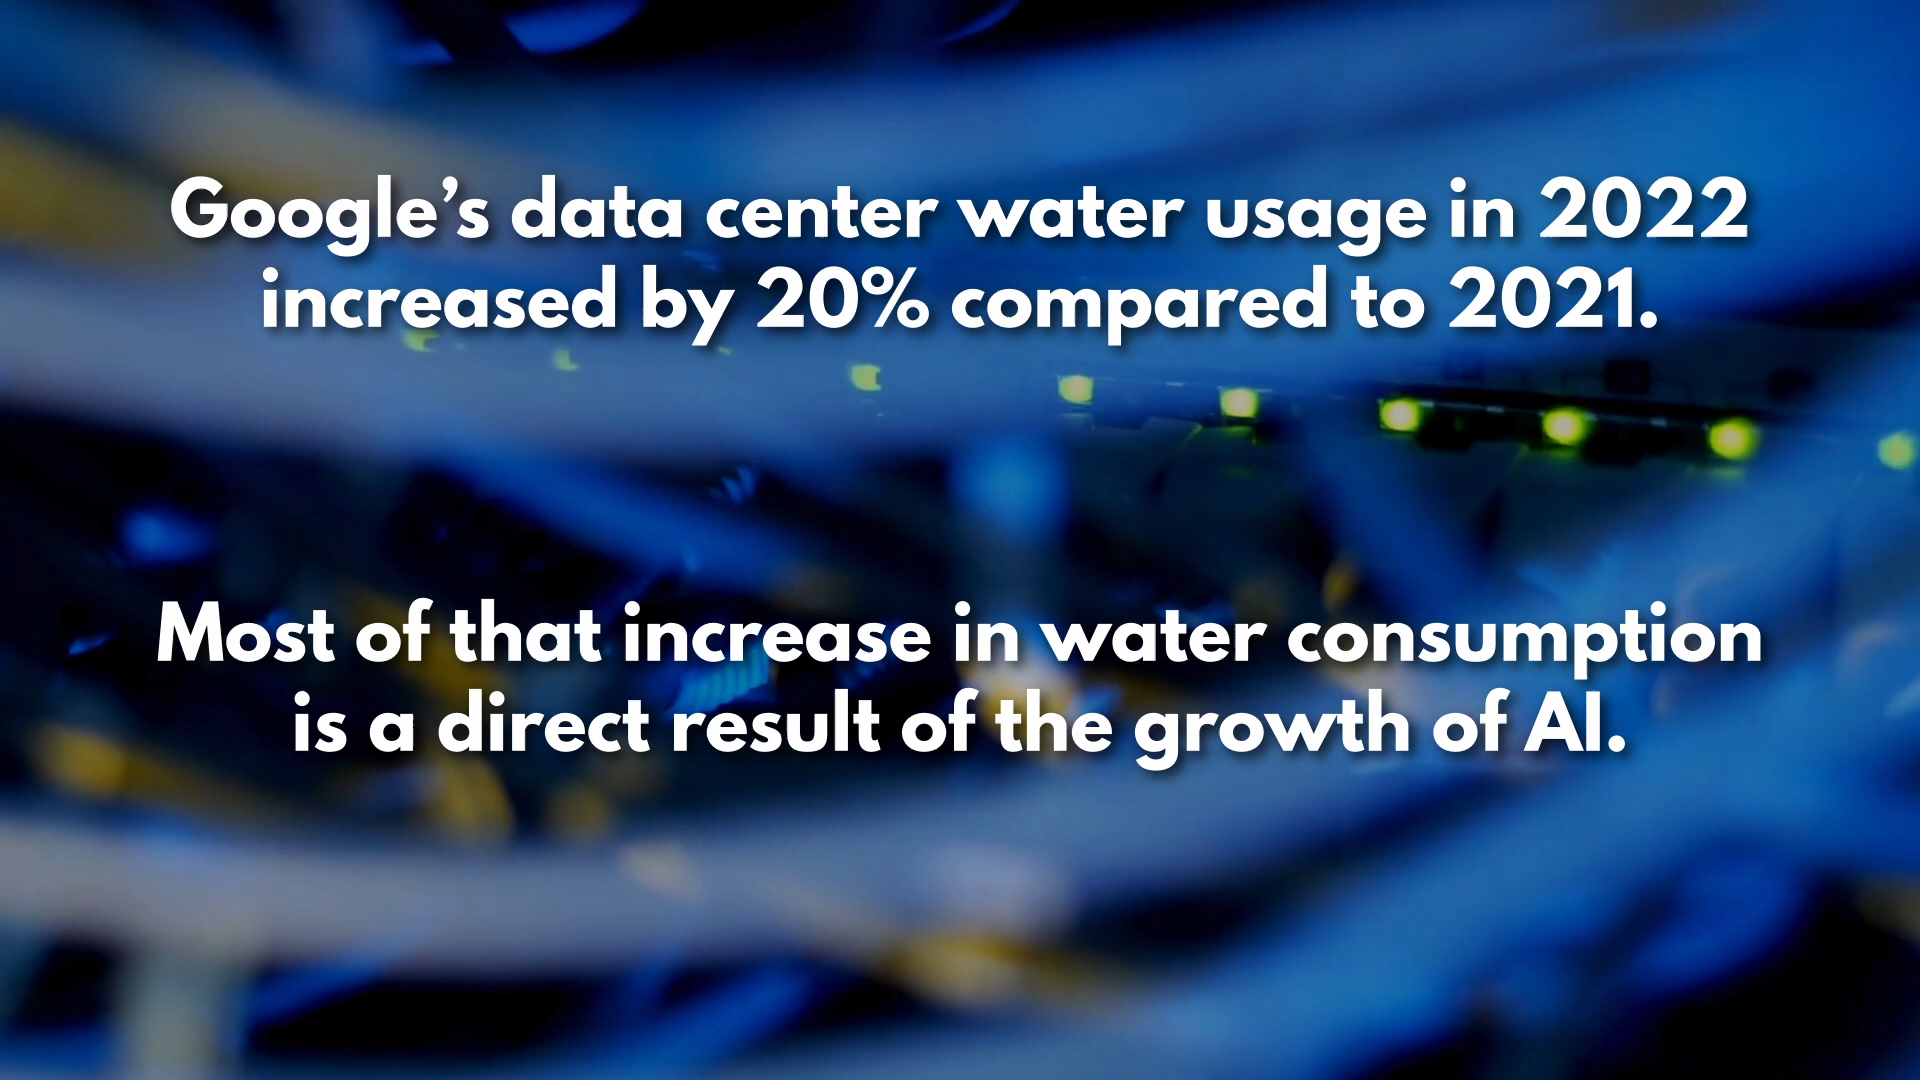 Google’s data center water usage in 2022
increased by 20% compared to 2021.
Most of that increase in water consumption
is a direct result of the growth of AI.